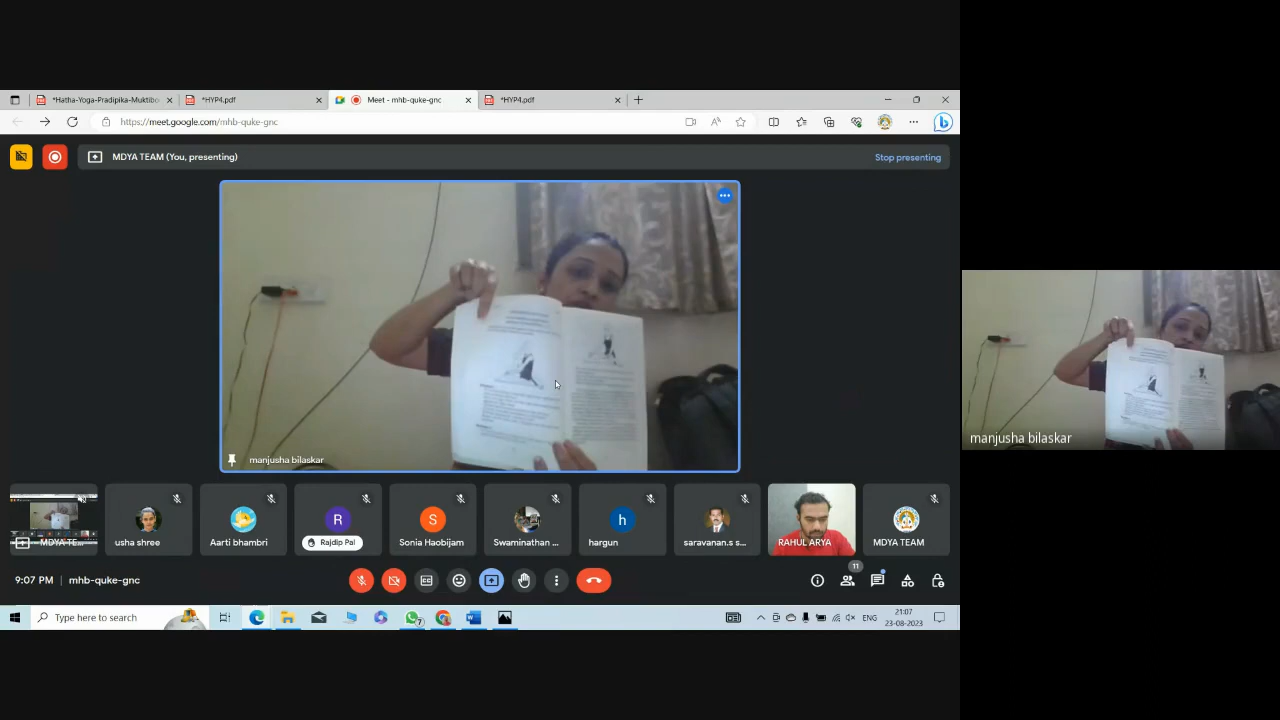 *Hatha-Yoga-Pradipika-Muktibo
*HYP4.pdf
Meet - mhb-quke-gnc
*HYP4.pdf
https://meet.google.com/mhb-quke-gnc
MDYA TEAM (You, presenting)
Stop presenting
manjusha bilaskar
manjusha bilaskar
MDYA TE...
usha shree
Aarti bhambri
R
Rajdip Pal
S
Sonia Haobijam
Swaminathan ...
h
hargun
saravanan.s s...
RAHUL ARYA
MDYA TEAM
9:07 PM | mhb-quke-gnc
11
Type here to search
7
ENG
21:07
23-08-2023